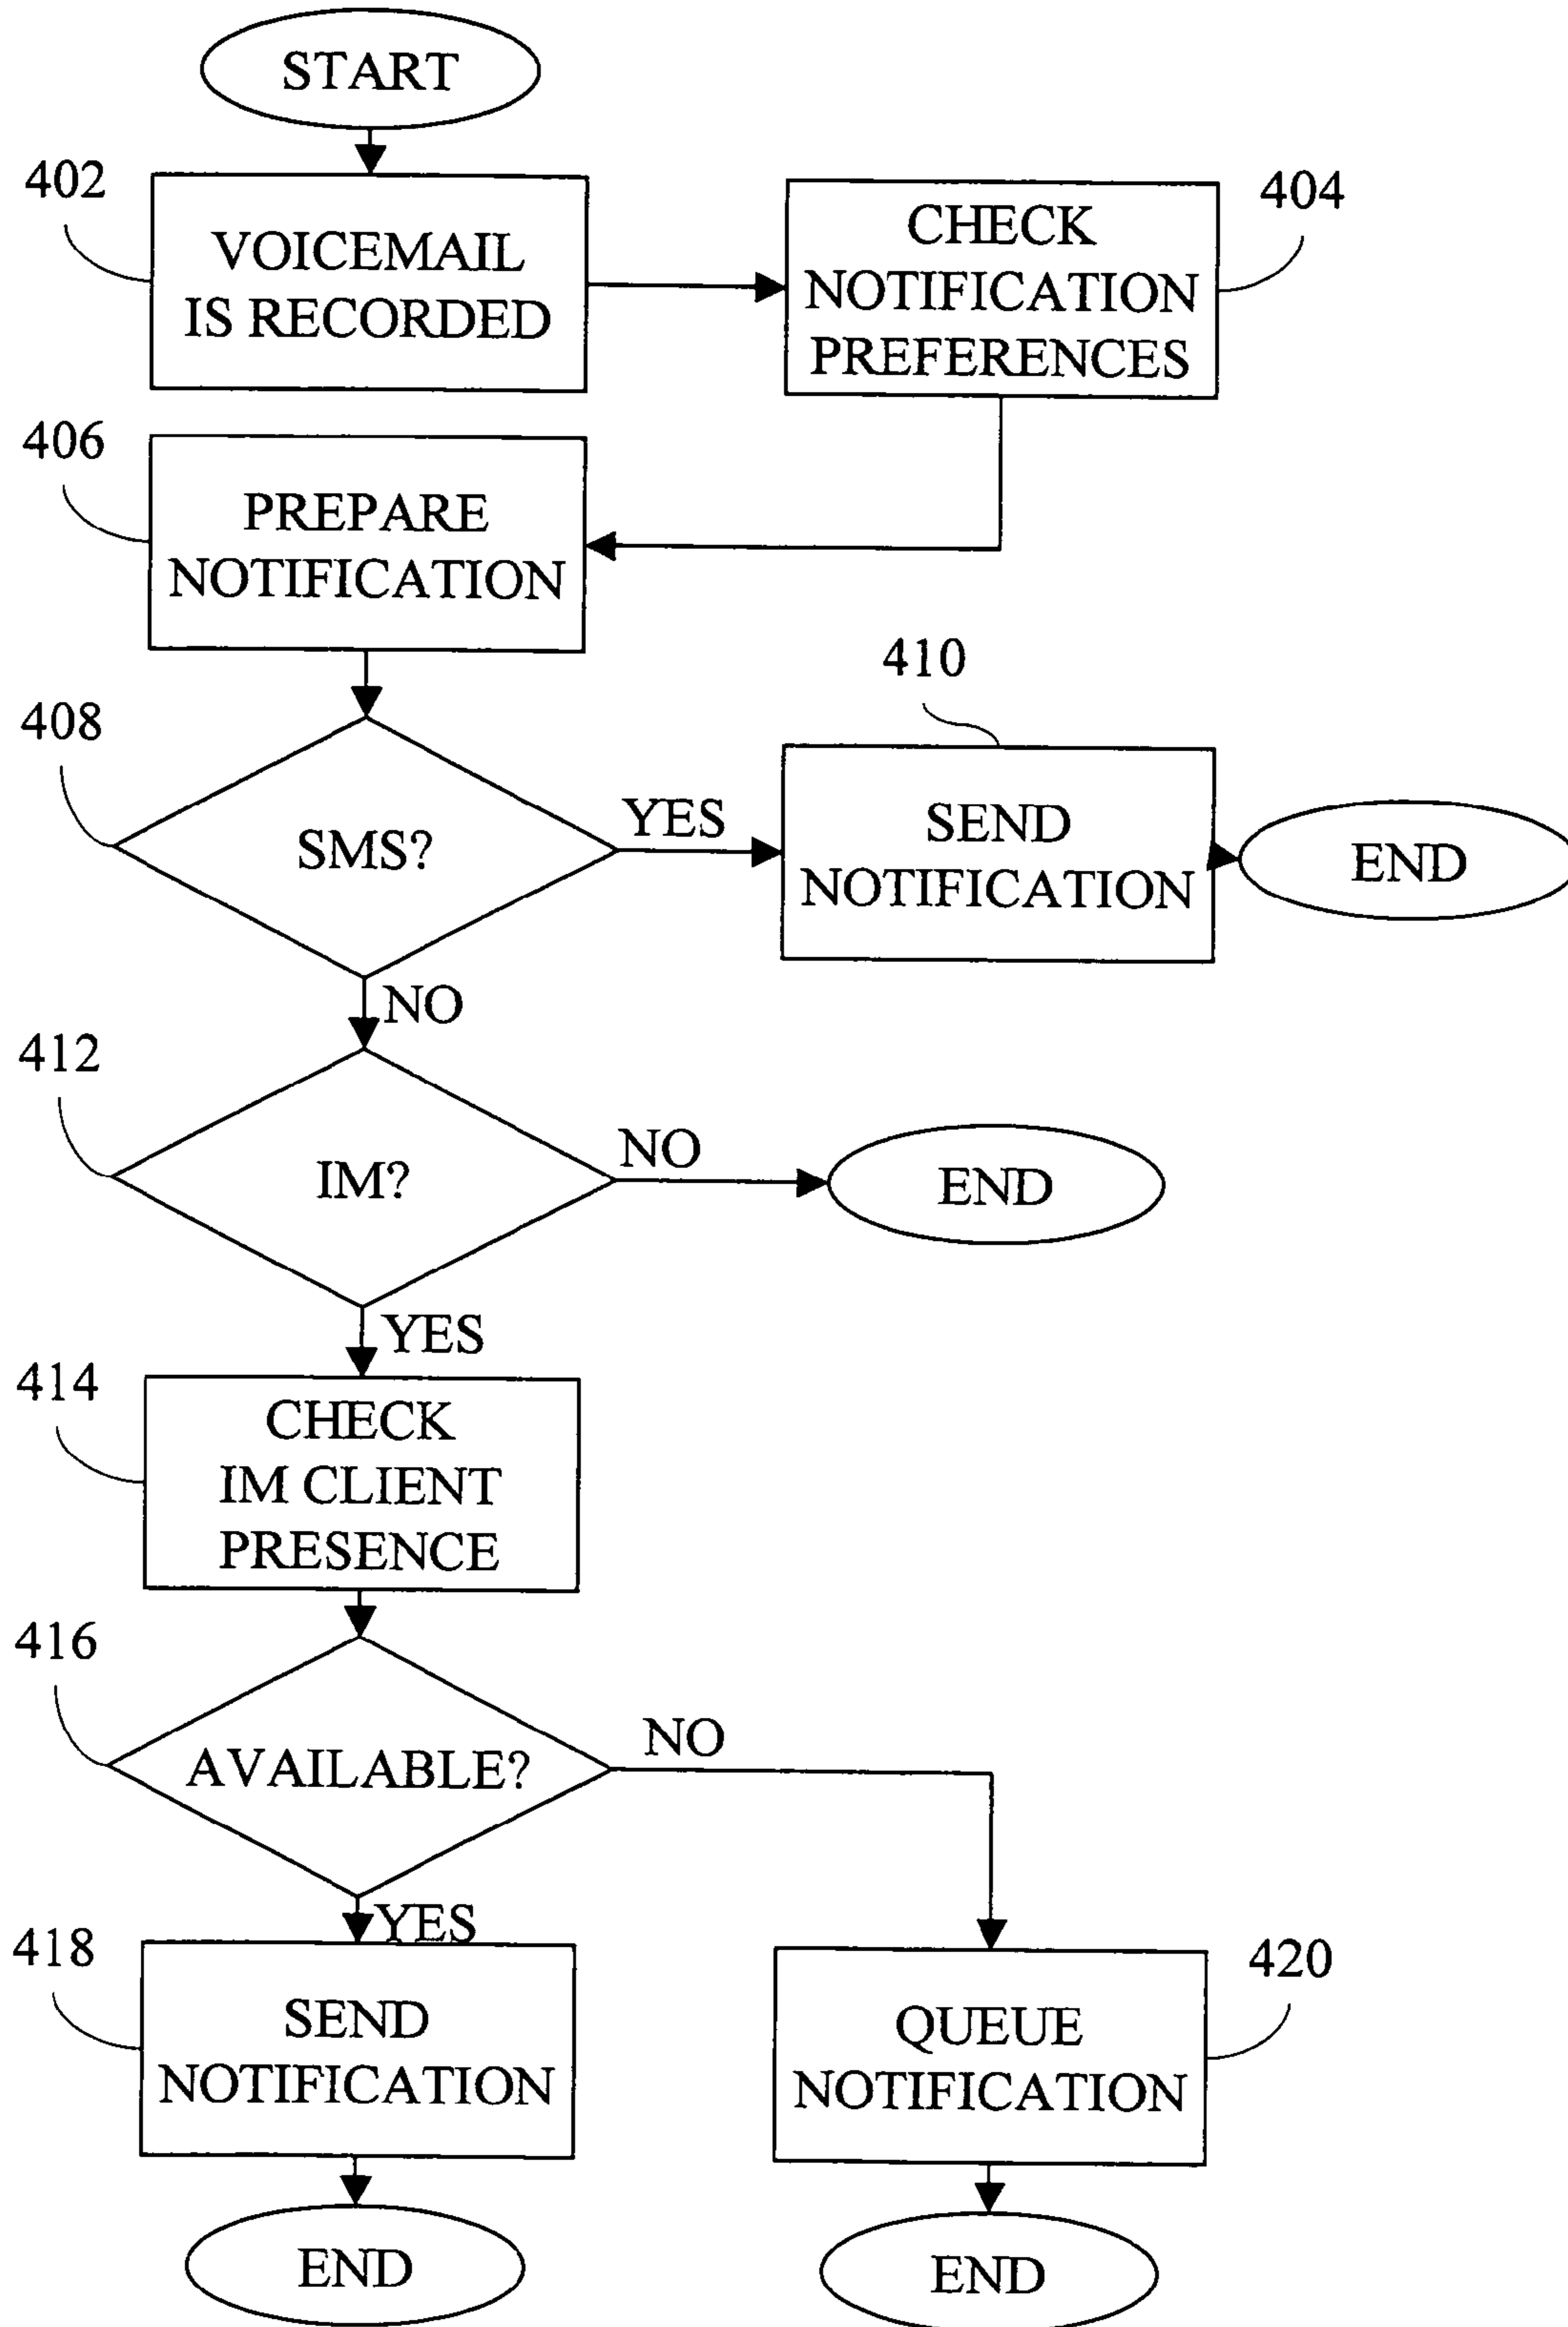 START
402
VOICEMAIL
IS RECORDED
404
CHECK
NOTIFICATION
PREFERENCES
406
PREPARE
NOTIFICATION
408
SMS?
YES
410
SEND
NOTIFICATION
END
NO
412
IM?
NO
END
YES
414
CHECK
IM CLIENT
PRESENCE
416
AVAILABLE?
NO
YES
418
SEND
NOTIFICATION
420
QUEUE
NOTIFICATION
END
END